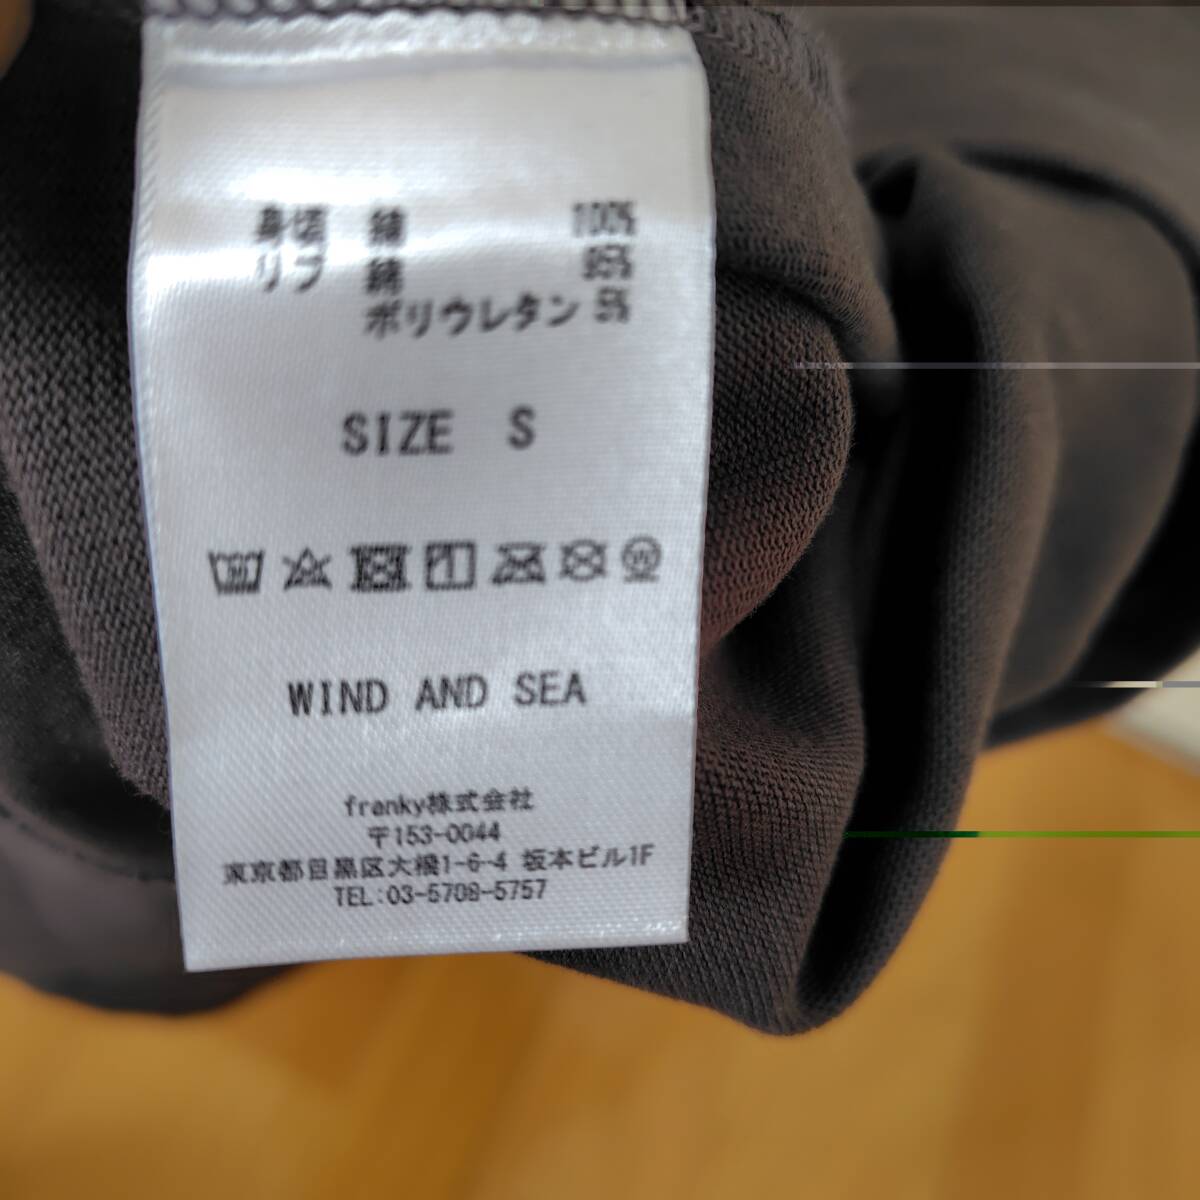 身切 綿 100%
リブ 綿 95%
ポリウレタン 5%
SIZE S
WIND AND SEA
franky株式会社
〒153-0044
東京都目黒区大橋1-6-4 坂本ビル1F
TEL:03-5708-5757